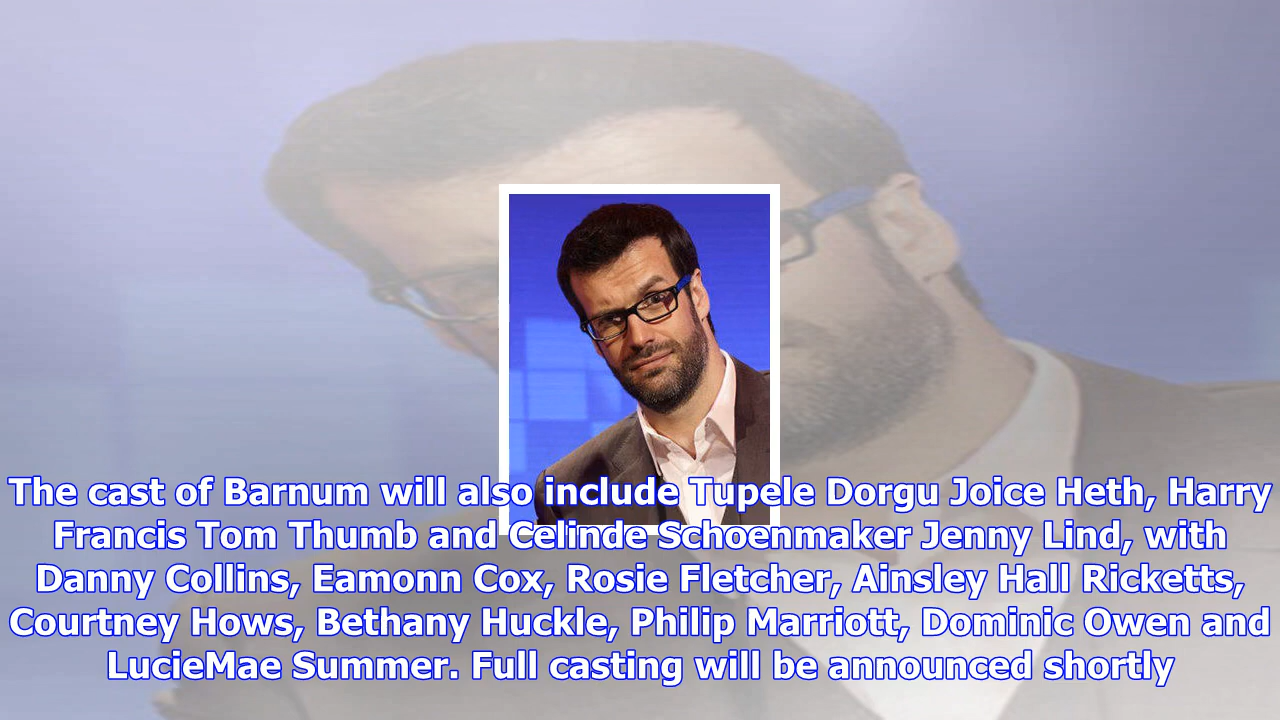 The cast of Barnum will also include Tupele Dorgu Joice Heth, Harry
Francis Tom Thumb and Celinde Schoenmaker Jenny Lind, with
Danny Collins, Eamonn Cox, Rosie Fletcher, Ainsley Hall Ricketts,
Courtney Hows, Bethany Huckle, Philip Marriott, Dominic Owen and
LucieMae Summer. Full casting will be announced shortly